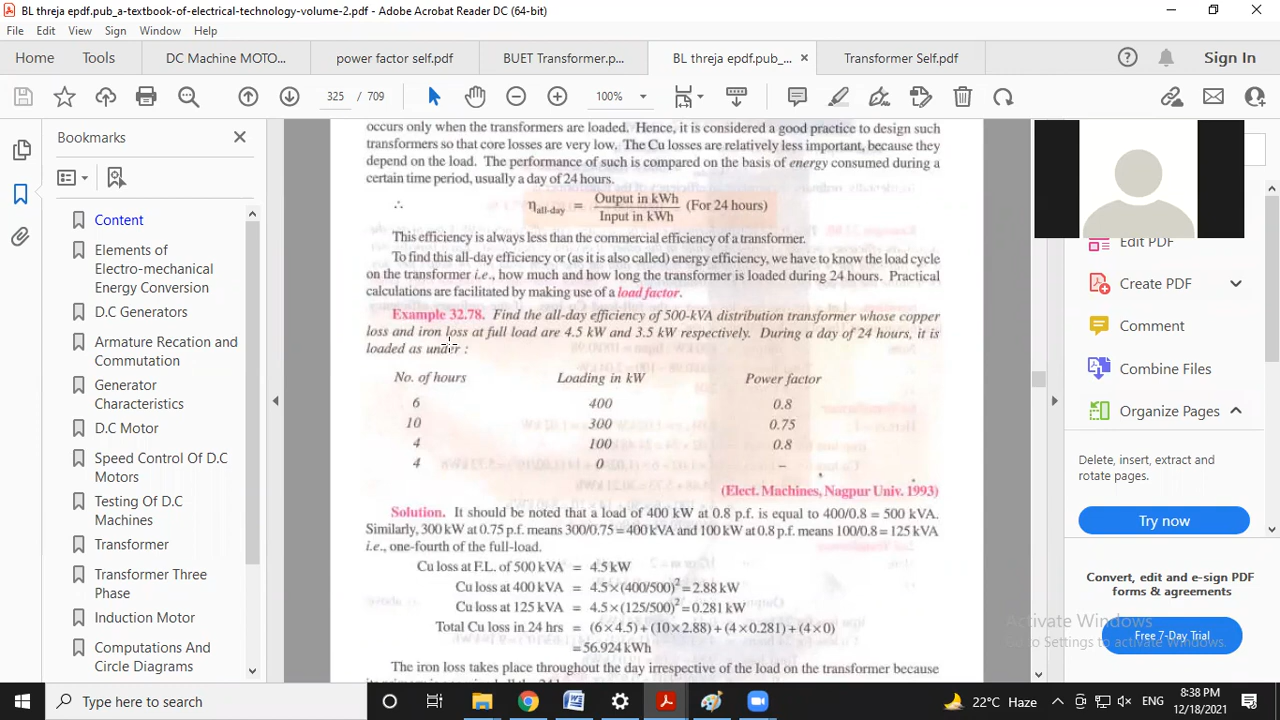 BL threja epdf.pub_a-textbook-of-electrical-technology-volume-2.pdf - Adobe Acrobat Reader DC (64-bit)
File Edit View Sign Window Help
Home Tools DC Machine MOTO... power factor self.pdf BUET Transformer.p... BL threja epdf.pub_... × Transformer Self.pdf Sign In
325 / 709 100%
Bookmarks
Content
Elements of
Electro-mechanical
Energy Conversion
D.C Generators
Armature Recation and
Commutation
Generator
Characteristics
D.C Motor
Speed Control Of D.C
Motors
Testing Of D.C
Machines
Transformer
Transformer Three
Phase
Induction Motor
Computations And
Circle Diagrams
occurs only when the transformers are loaded. Hence, it is considered a good practice to design such
transformers so that core losses are very low. The Cu losses are relatively less important, because they
depend on the load. The performance of such is compared on the basis of energy consumed during a
certain time period, usually a day of 24 hours.
∴ η all-day = Output in kWh / Input in kWh (For 24 hours)
This efficiency is always less than the commercial efficiency of a transformer.
To find this all-day efficiency or (as it is also called) energy efficiency, we have to know the load cycle
on the transformer i.e., how much and how long the transformer is loaded during 24 hours. Practical
calculations are facilitated by making use of a load factor.
Example 32.78. Find the all-day efficiency of 500-kVA distribution transformer whose copper
loss and iron loss at full load are 4.5 kW and 3.5 kW respectively. During a day of 24 hours, it is
loaded as under :
No. of hours Loading in kW Power factor
6 400 0.8
10 300 0.75
4 100 0.8
4 0 –
(Elect. Machines, Nagpur Univ. 1993)
Solution. It should be noted that a load of 400 kW at 0.8 p.f. is equal to 400/0.8 = 500 kVA.
Similarly, 300 kW at 0.75 p.f. means 300/0.75 = 400 kVA and 100 kW at 0.8 p.f. means 100/0.8 = 125 kVA
i.e., one-fourth of the full-load.
Cu loss at F.L. of 500 kVA = 4.5 kW
Cu loss at 400 kVA = 4.5 × (400/500)² = 2.88 kW
Cu loss at 125 kVA = 4.5 × (125/500)² = 0.281 kW
Total Cu loss in 24 hrs = (6×4.5) + (10×2.88) + (4×0.281) + (4×0)
= 56.924 kWh
The iron loss takes place throughout the day irrespective of the load on the transformer because
Edit PDF
Create PDF
Comment
Combine Files
Organize Pages
Delete, insert, extract and
rotate pages.
Try now
Convert, edit and e-sign PDF
forms & agreements
Activate Windows
Go to Settings to activate Windows.
Free 7-Day Trial
Type here to search
22°C Haze
ENG
8:38 PM
12/18/2021